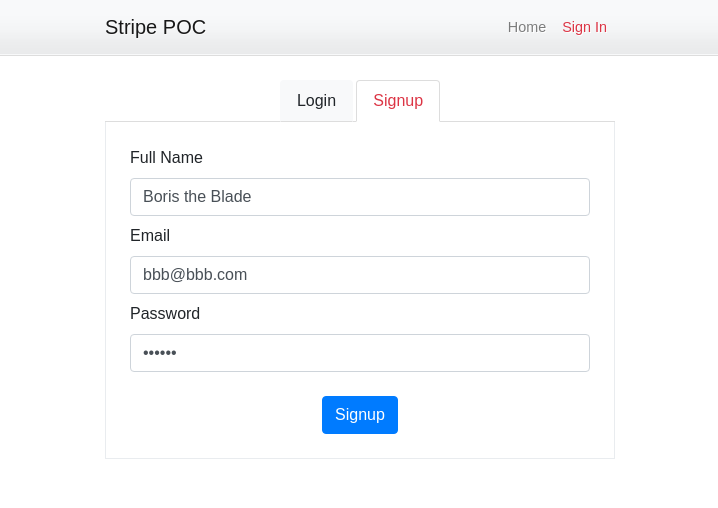 Stripe POC Home Sign In
Login Signup
Full Name
Boris the Blade
Email
bbb@bbb.com
Password
••••••
Signup